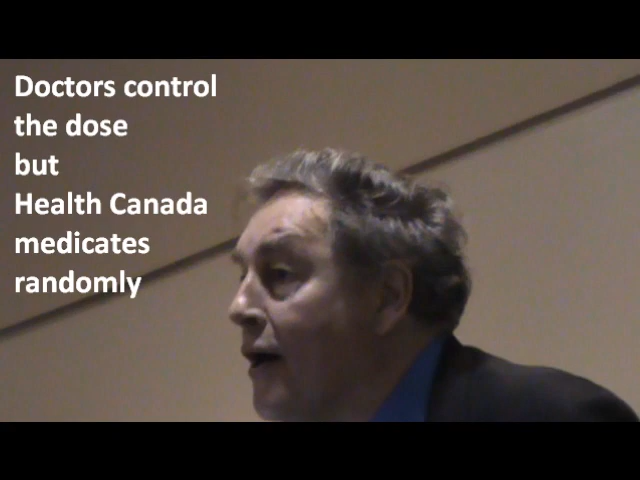 Doctors control
the dose
but
Health Canada
medicates
randomly